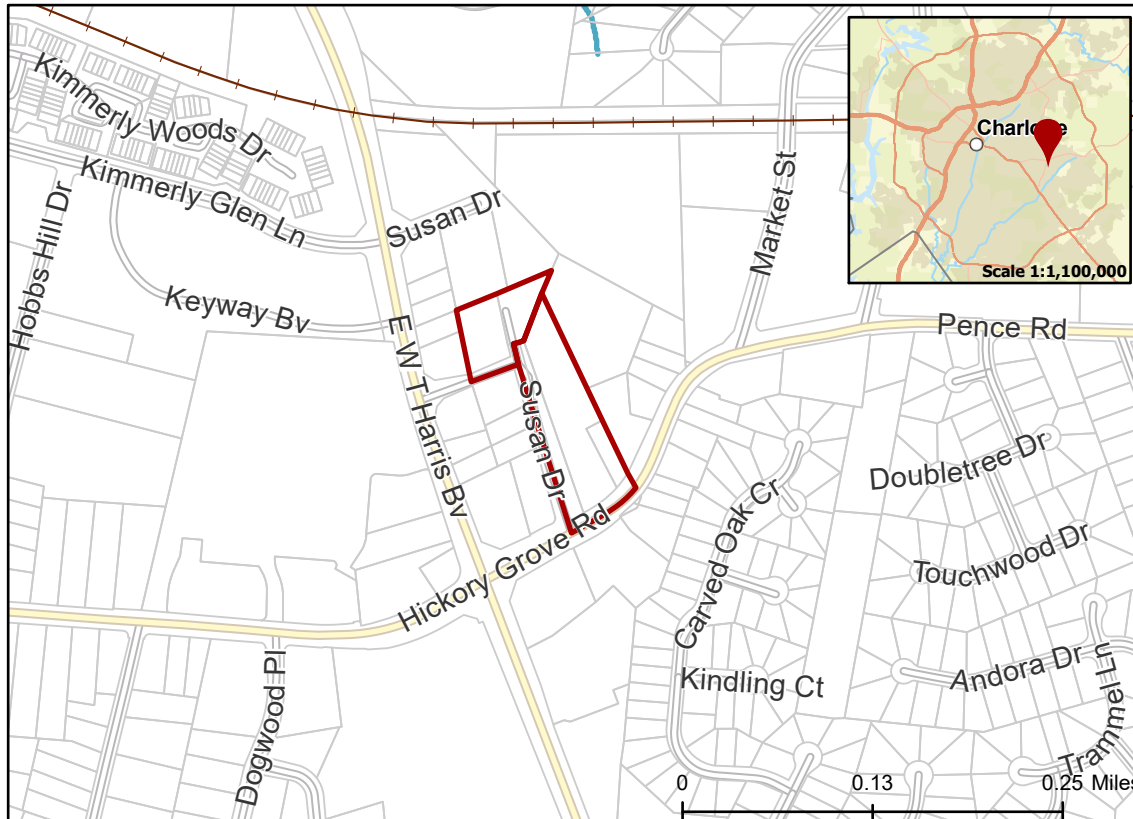 Kimmerly Woods Dr
Kimmerly Glen Ln
Susan Dr
Hobbs Hill Dr
Keyway Bv
E W T Harris Bv
Market St
Charlotte
Scale 1:1,100,000
Pence Rd
Susan Dr
Hickory Grove Rd
Doubletree Dr
Touchwood Dr
Carved Oak Cr
Andora Dr
Kindling Ct
Trammel Ln
Dogwood Pl
0 0.13 0.25 Miles